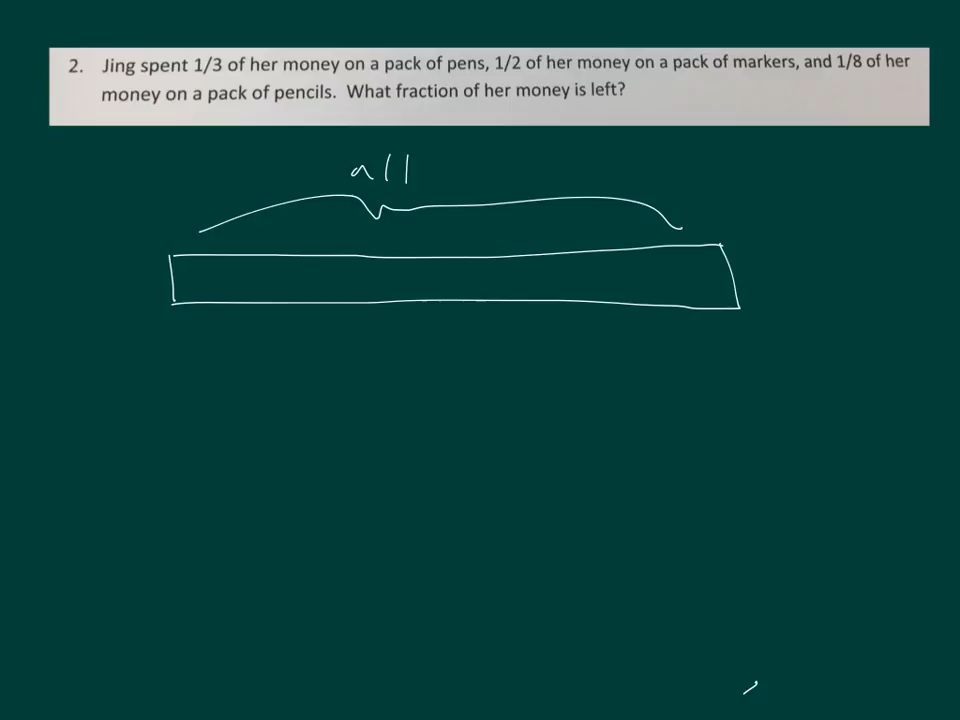 2. Jing spent 1/3 of her money on a pack of pens, 1/2 of her money on a pack of markers, and 1/8 of her
money on a pack of pencils. What fraction of her money is left?
all